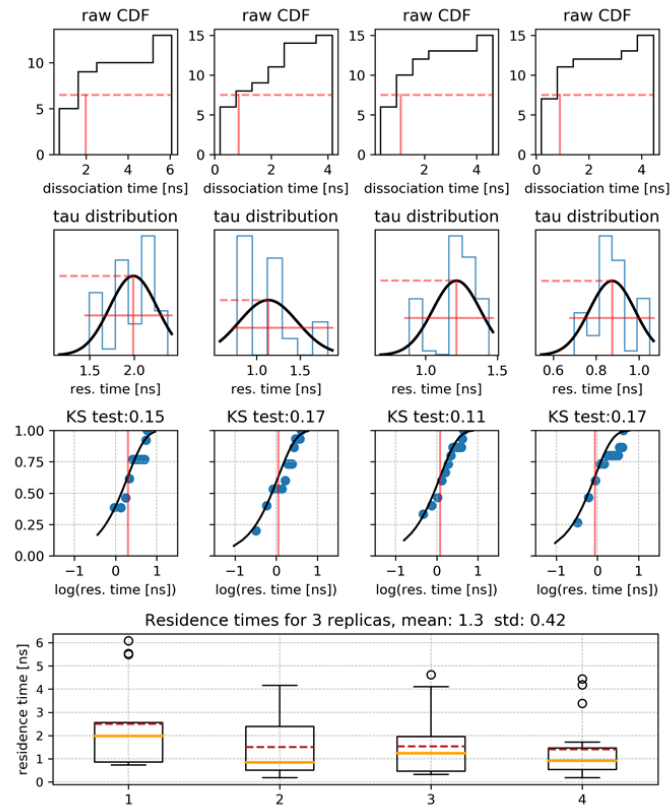 raw CDF raw CDF raw CDF raw CDF
15 15 15
10 10 10 10
5 5 5 5
0 0 0 0
0 2 4 6 0 2 4 0 2 4 0 2 4
dissociation time [ns] dissociation time [ns] dissociation time [ns] dissociation time [ns]
tau distribution tau distribution tau distribution tau distribution
1.5 2.0 1.0 1.5 1.0 1.5 0.6 0.8 1.0
res. time [ns] res. time [ns] res. time [ns] res. time [ns]
KS test:0.15 KS test:0.17 KS test:0.11 KS test:0.17
1.00
0.75
0.50
0.25
0.00
−1 0 1 −1 0 1 −1 0 1 −1 0 1
log(res. time [ns]) log(res. time [ns]) log(res. time [ns]) log(res. time [ns])
Residence times for 3 replicas, mean: 1.3 std: 0.42
residence time [ns]
6
5
4
3
2
1
0
1 2 3 4